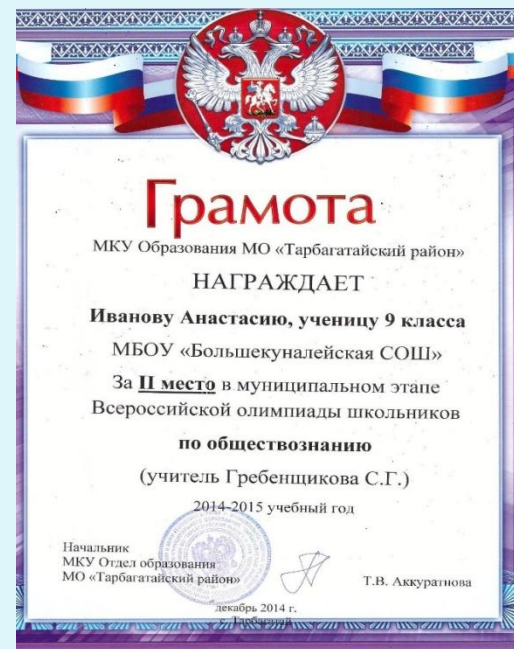 Грамота
МКУ Образования МО «Тарбагатайский район»
НАГРАЖДАЕТ
Иванову Анастасию, ученицу 9 класса
МБОУ «Большекуналейская СОШ»
За II место в муниципальном этапе
Всероссийской олимпиады школьников
по обществознанию
(учитель Гребенщикова С.Г.)
2014-2015 учебный год
Начальник
МКУ Отдел образования
МО «Тарбагатайский район»
Т.В. Аккуратнова
декабрь 2014 г.
с. Тарбагатай